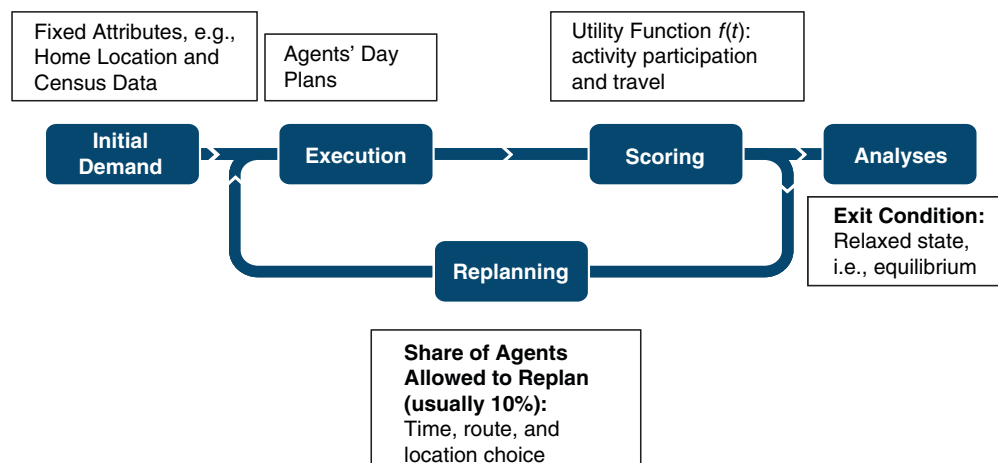 Fixed Attributes, e.g.,
Home Location and
Census Data
Agents’ Day
Plans
Utility Function f(t):
activity participation
and travel
Initial
Demand
Execution
Scoring
Analyses
Exit Condition:
Relaxed state,
i.e., equilibrium
Replanning
Share of Agents
Allowed to Replan
(usually 10%):
Time, route, and
location choice